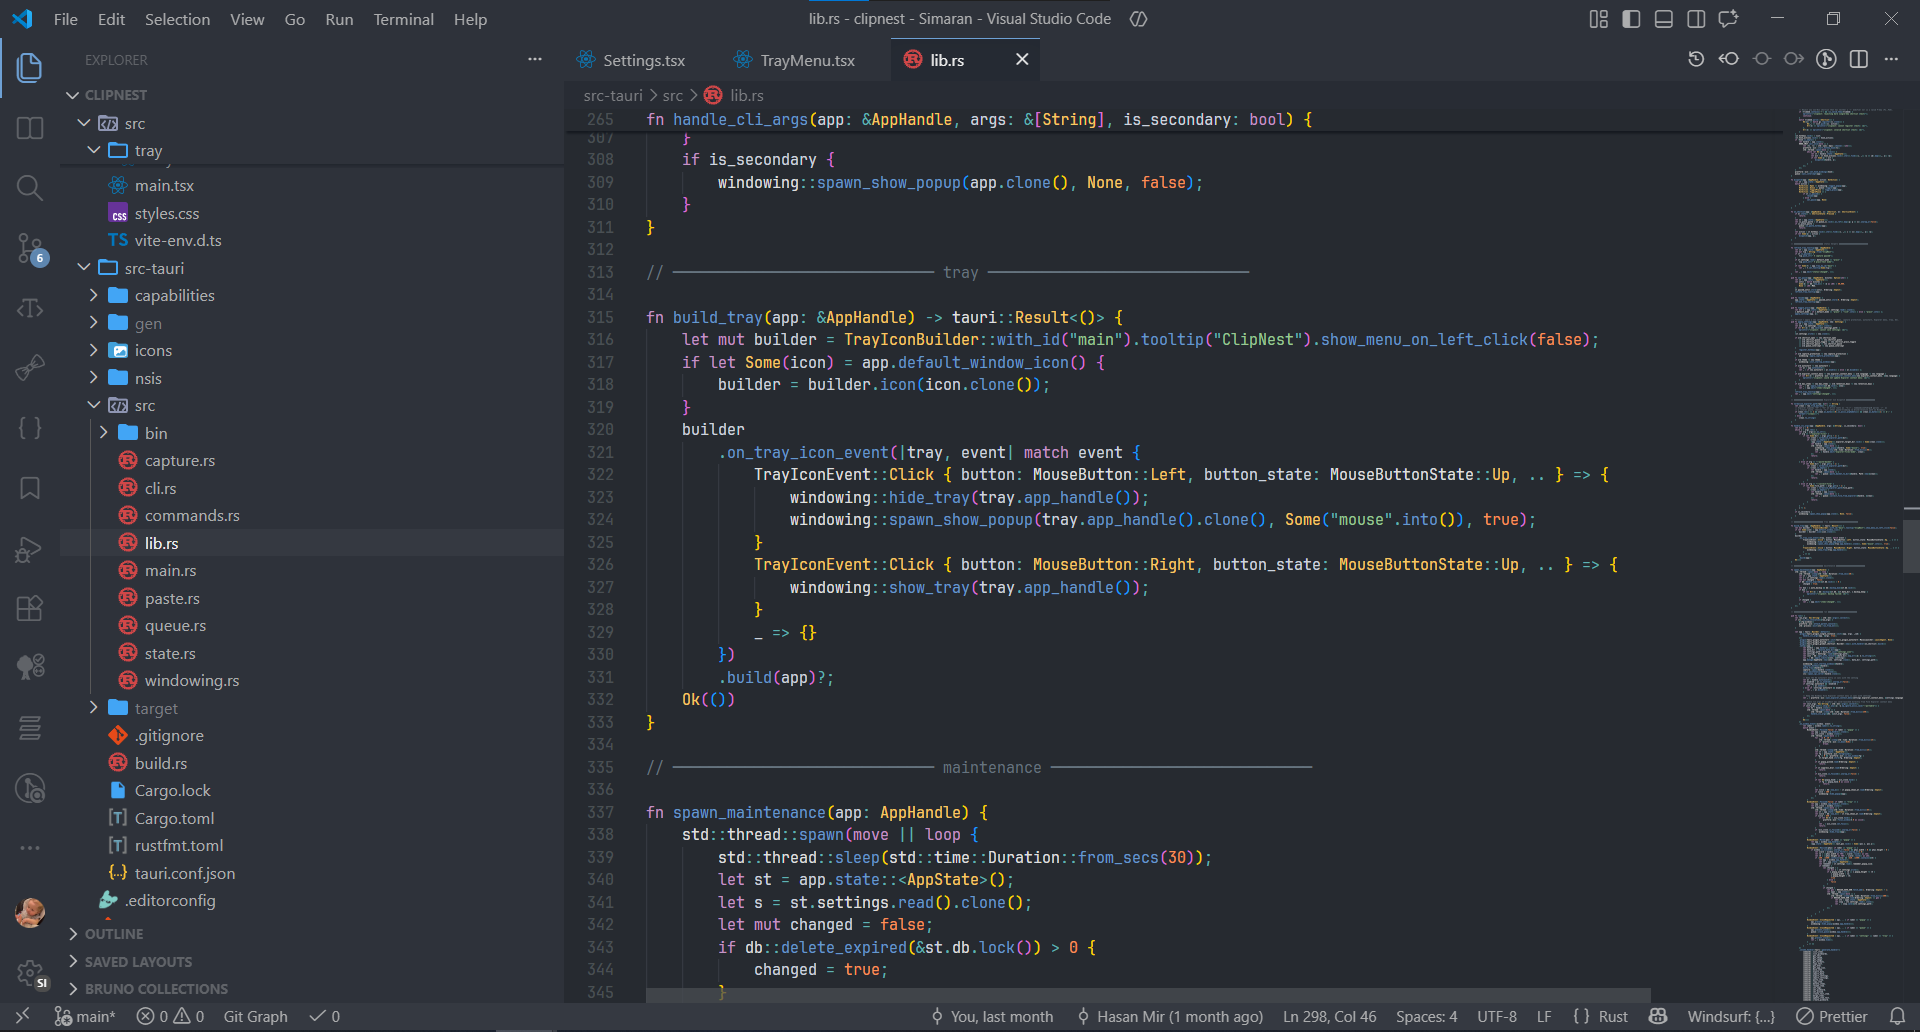 File Edit Selection View Go Run Terminal Help
lib.rs - clipnest - Simaran - Visual Studio Code
EXPLORER
Settings.tsx
TrayMenu.tsx
lib.rs
CLIPNEST
src
tray
main.tsx
styles.css
TS vite-env.d.ts
src-tauri
capabilities
gen
icons
nsis
src
bin
capture.rs
cli.rs
commands.rs
lib.rs
main.rs
paste.rs
queue.rs
state.rs
windowing.rs
target
.gitignore
build.rs
Cargo.lock
Cargo.toml
rustfmt.toml
tauri.conf.json
.editorconfig
OUTLINE
SAVED LAYOUTS
BRUNO COLLECTIONS
6
SI
src-tauri > src > lib.rs
265 fn handle_cli_args(app: &AppHandle, args: &[String], is_secondary: bool) {
307 }
308 if is_secondary {
309 windowing::spawn_show_popup(app.clone(), None, false);
310 }
311 }
312
313 // ───────────── tray ─────────────
314
315 fn build_tray(app: &AppHandle) -> tauri::Result<()> {
316 let mut builder = TrayIconBuilder::with_id("main").tooltip("ClipNest").show_menu_on_left_click(false);
317 if let Some(icon) = app.default_window_icon() {
318 builder = builder.icon(icon.clone());
319 }
320 builder
321 .on_tray_icon_event(|tray, event| match event {
322 TrayIconEvent::Click { button: MouseButton::Left, button_state: MouseButtonState::Up, .. } => {
323 windowing::hide_tray(tray.app_handle());
324 windowing::spawn_show_popup(tray.app_handle().clone(), Some("mouse".into()), true);
325 }
326 TrayIconEvent::Click { button: MouseButton::Right, button_state: MouseButtonState::Up, .. } => {
327 windowing::show_tray(tray.app_handle());
328 }
329 _ => {}
330 })
331 .build(app)?;
332 Ok(())
333 }
334
335 // ───────────── maintenance ─────────────
336
337 fn spawn_maintenance(app: AppHandle) {
338 std::thread::spawn(move || loop {
339 std::thread::sleep(std::time::Duration::from_secs(30));
340 let st = app.state::<AppState>();
341 let s = st.settings.read().clone();
342 let mut changed = false;
343 if db::delete_expired(&st.db.lock()) > 0 {
344 changed = true;
345 }
main* 0 0 Git Graph 0 You, last month Hasan Mir (1 month ago) Ln 298, Col 46 Spaces: 4 UTF-8 LF {} Rust Windsurf: {...} Prettier